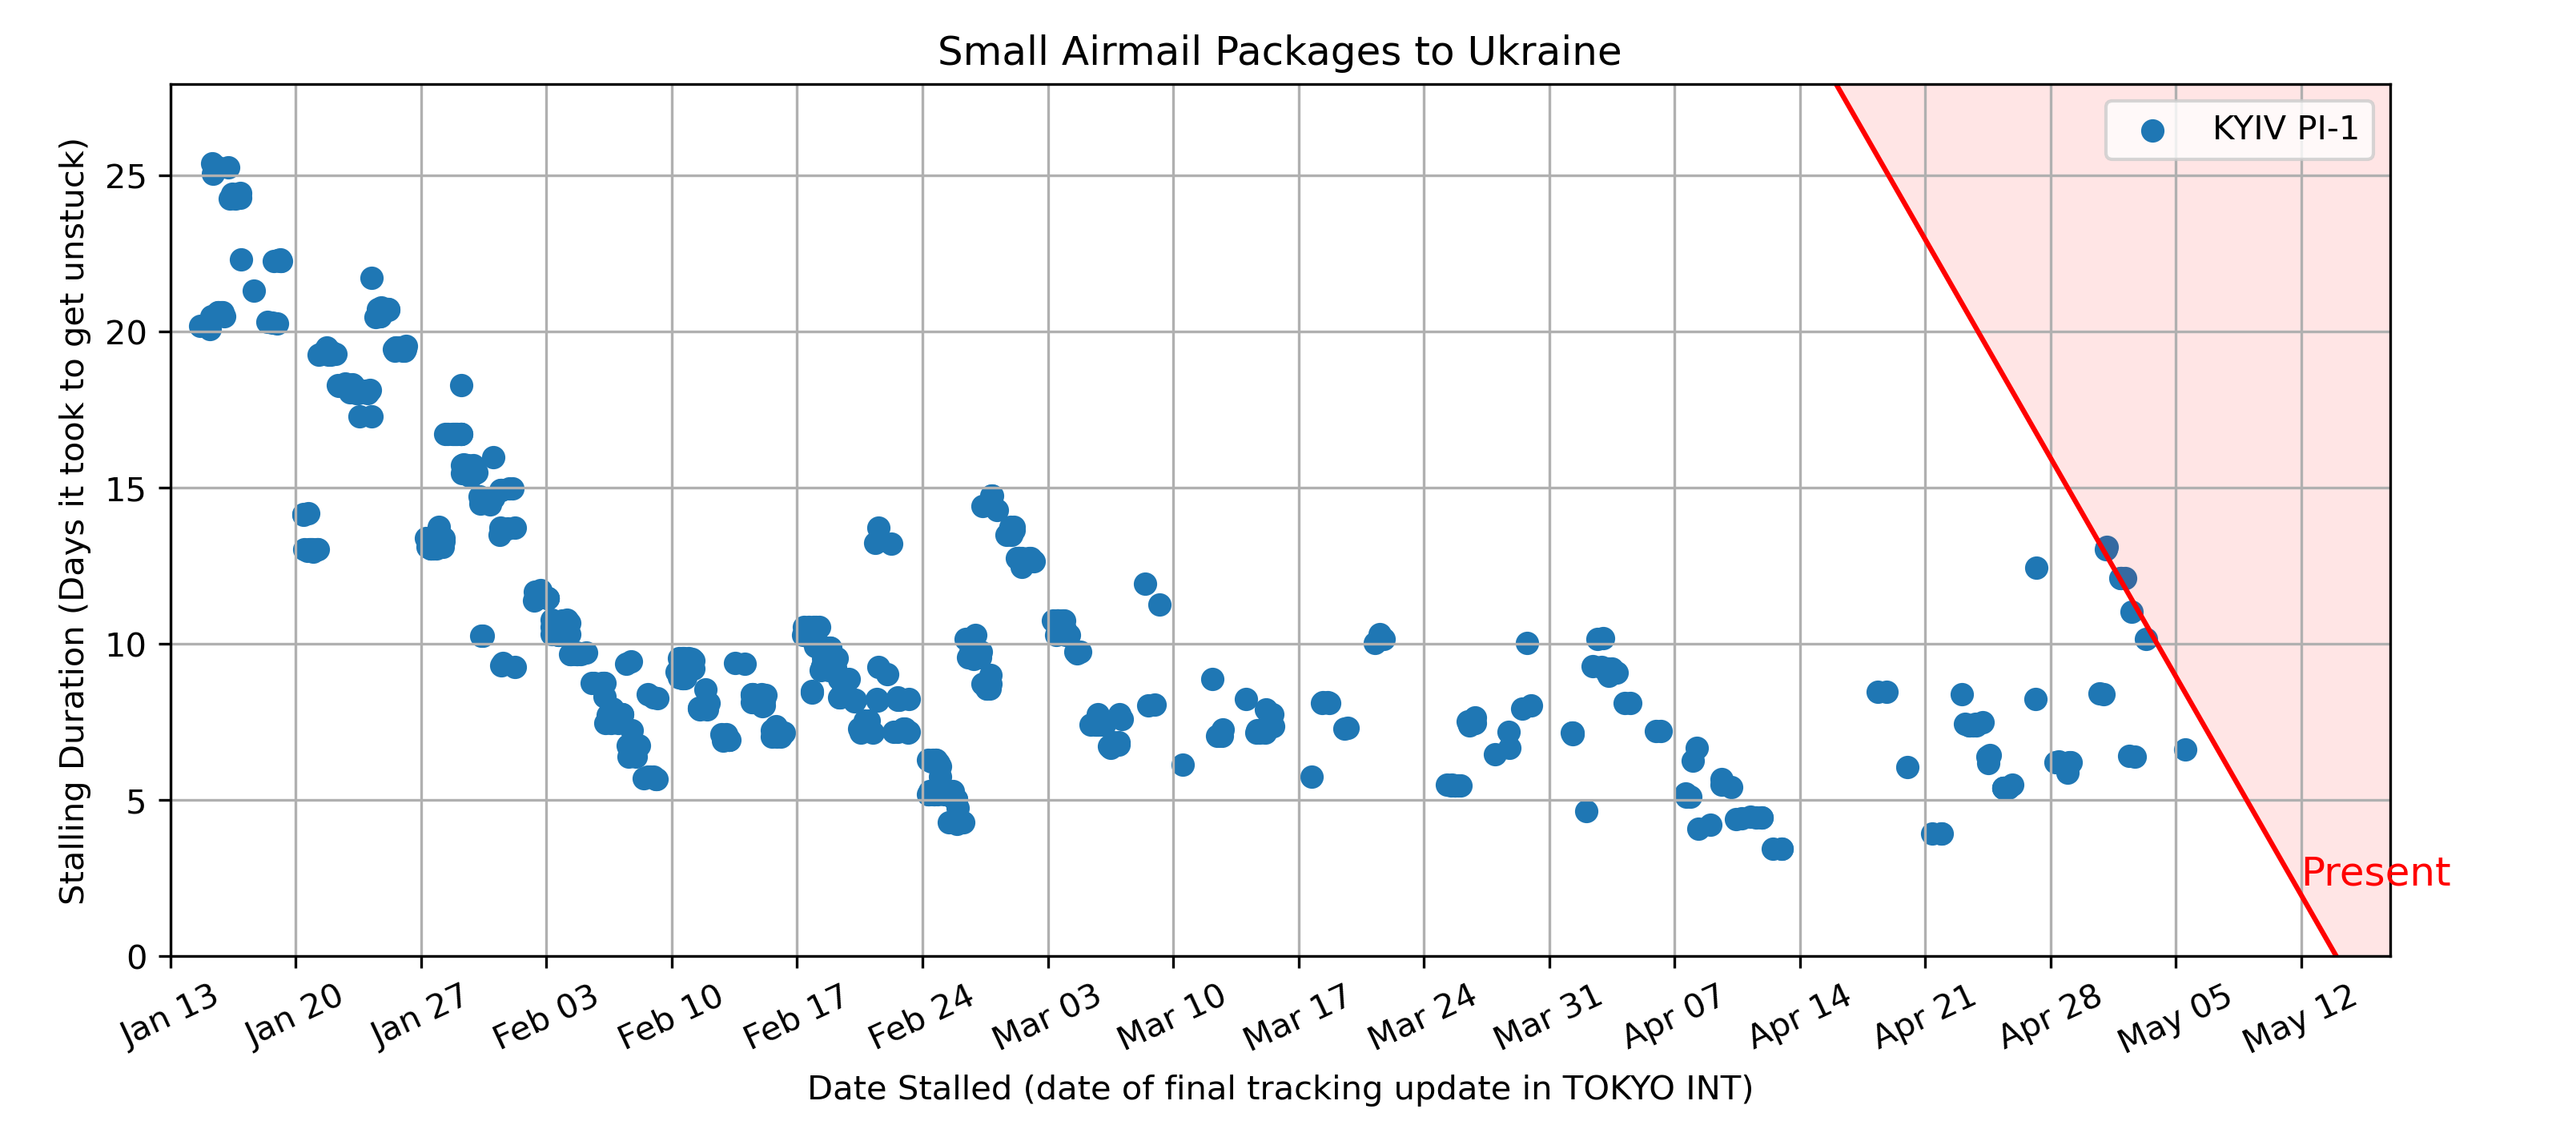 Small Airmail Packages to Ukraine
KYIV PI-1
Stalling Duration (Days it took to get unstuck)
25
20
15
10
5
0
Present
Jan 13
Jan 20
Jan 27
Feb 03
Feb 10
Feb 17
Feb 24
Mar 03
Mar 10
Mar 17
Mar 24
Mar 31
Apr 07
Apr 14
Apr 21
Apr 28
May 05
May 12
Date Stalled (date of final tracking update in TOKYO INT)